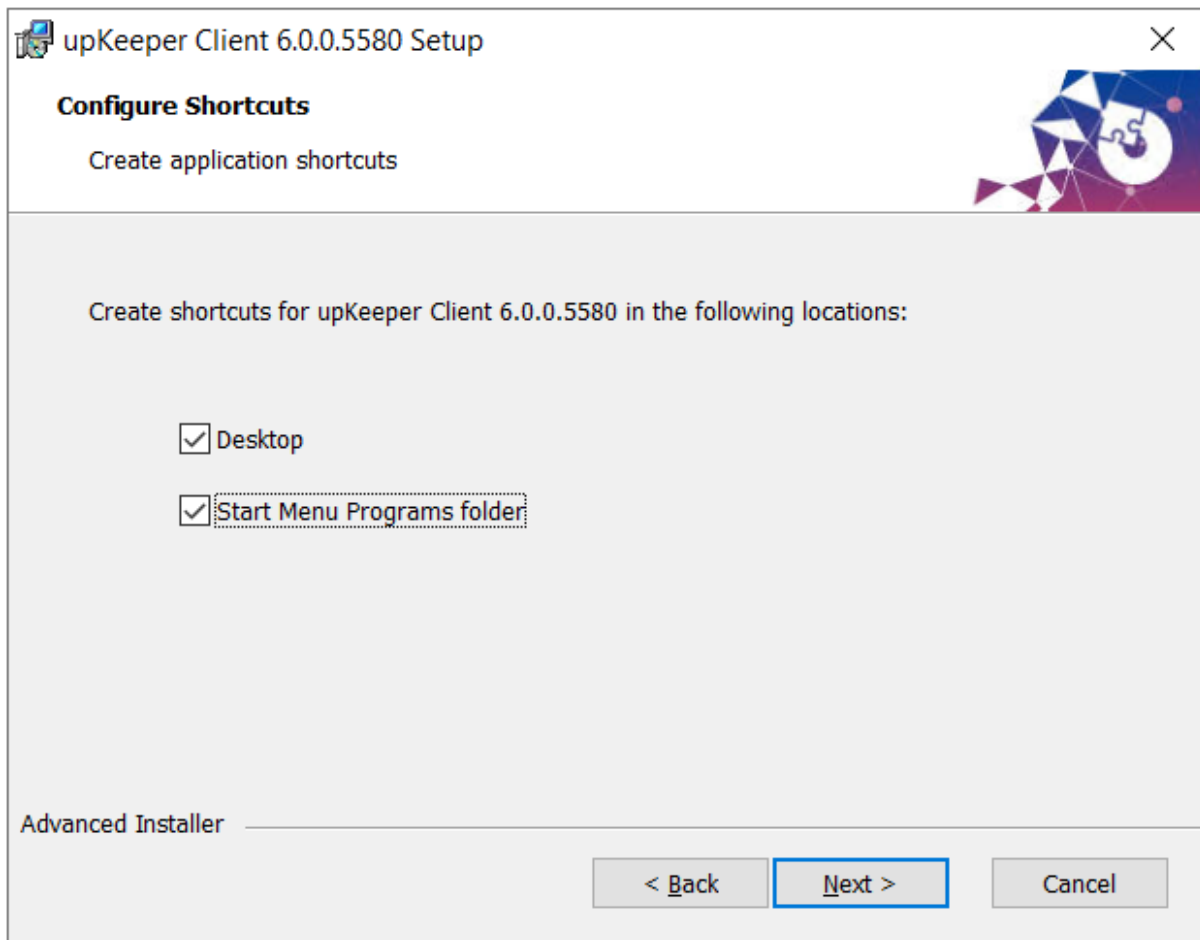 upKeeper Client 6.0.0.5580 Setup
Configure Shortcuts
Create application shortcuts
Create shortcuts for upKeeper Client 6.0.0.5580 in the following locations:
Desktop
Start Menu Programs folder
Advanced Installer
< Back
Next >
Cancel